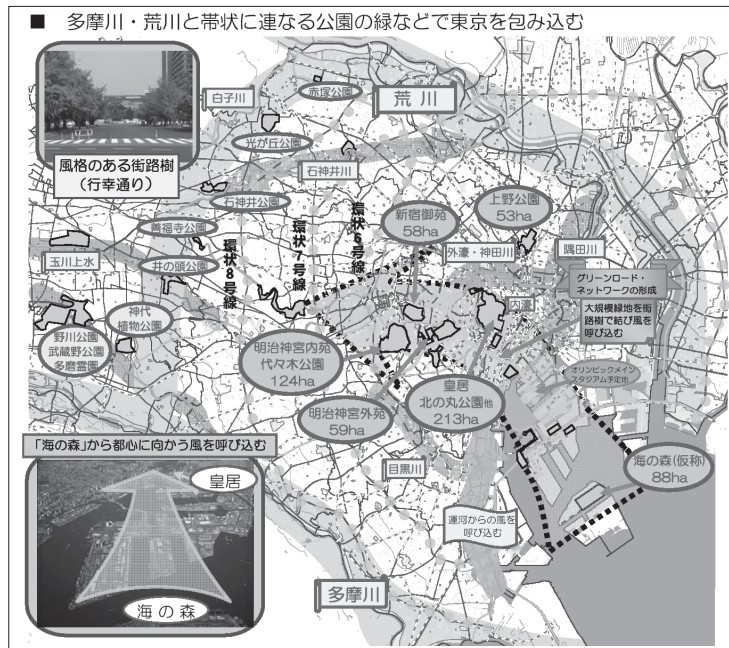 ■ 多摩川・荒川と帯状に連なる公園の緑などで東京を包み込む
風格のある街路樹
（行幸通り）
白子川
赤塚公園
荒川
光が丘公園
石神井川
石神井公園
善福寺公園
玉川上水
井の頭公園
神代
植物公園
野川公園
武蔵野公園
多磨霊園
環状8号線
環状7号線
環状6号線
新宿御苑
58ha
上野公園
53ha
外濠・神田川
隅田川
内濠
グリーンロード・
ネットワークの形成
大規模緑地を街
路樹で結び風を
呼び込む
オリンピックメイン
スタジアム予定地
明治神宮内苑
代々木公園
124ha
明治神宮外苑
59ha
皇居
北の丸公園他
213ha
海の森(仮称)
88ha
目黒川
運河からの風を
呼び込む
多摩川
「海の森」から都心に向かう風を呼び込む
皇居
海の森